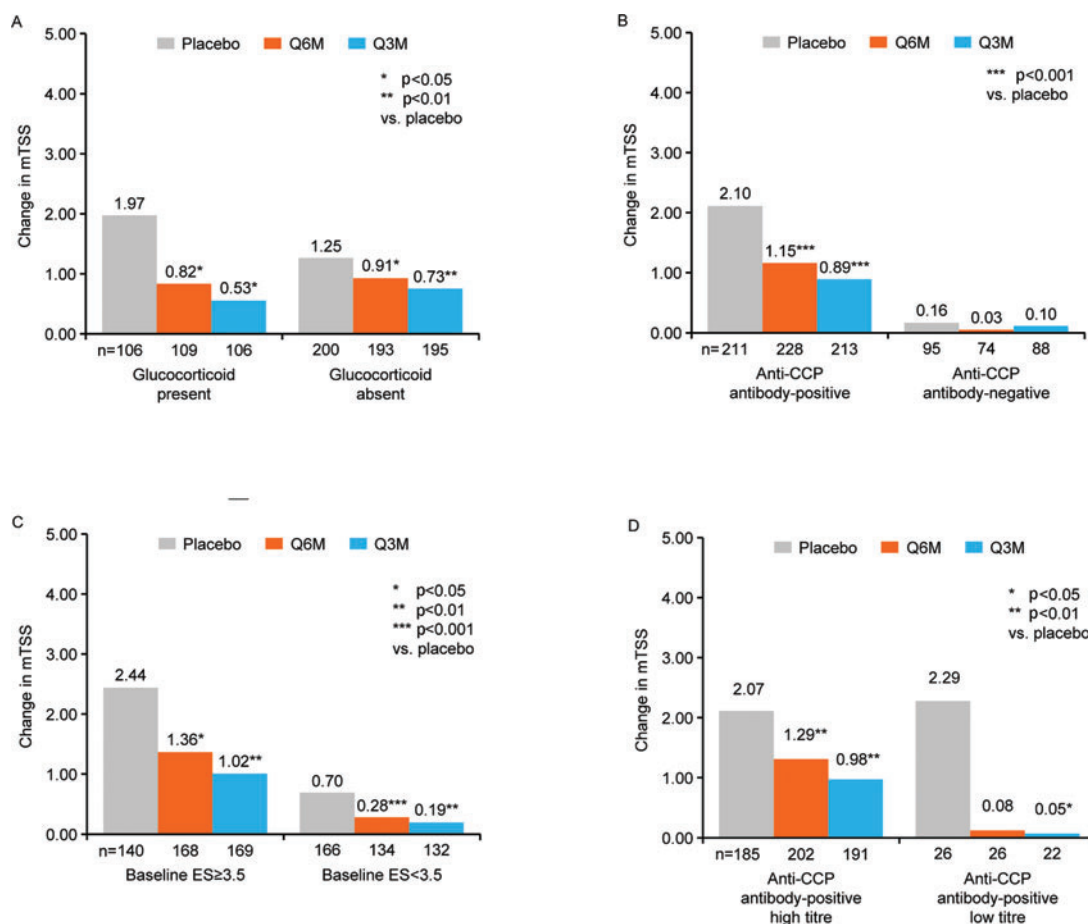 A
Placebo Q6M Q3M
* p<0.05
** p<0.01
vs. placebo
Change in mTSS
5.00
4.00
3.00
2.00
1.00
0.00
1.97
0.82*
0.53*
1.25
0.91*
0.73**
n=106 109 106 200 193 195
Glucocorticoid present
Glucocorticoid absent
B
Placebo Q6M Q3M
*** p<0.001
vs. placebo
Change in mTSS
5.00
4.00
3.00
2.00
1.00
0.00
2.10
1.15***
0.89***
0.16
0.03
0.10
n=211 228 213 95 74 88
Anti-CCP
antibody-positive
Anti-CCP
antibody-negative
C
Placebo Q6M Q3M
* p<0.05
** p<0.01
*** p<0.001
vs. placebo
Change in mTSS
5.00
4.00
3.00
2.00
1.00
0.00
2.44
1.36*
1.02**
0.70
0.28***
0.19**
n=140 168 169 166 134 132
Baseline ES≥3.5
Baseline ES<3.5
D
Placebo Q6M Q3M
* p<0.05
** p<0.01
vs. placebo
Change in mTSS
5.00
4.00
3.00
2.00
1.00
0.00
2.07
1.29**
0.98**
2.29
0.08
0.05*
n=185 202 191 26 26 22
Anti-CCP
antibody-positive
high titre
Anti-CCP
antibody-positive
low titre